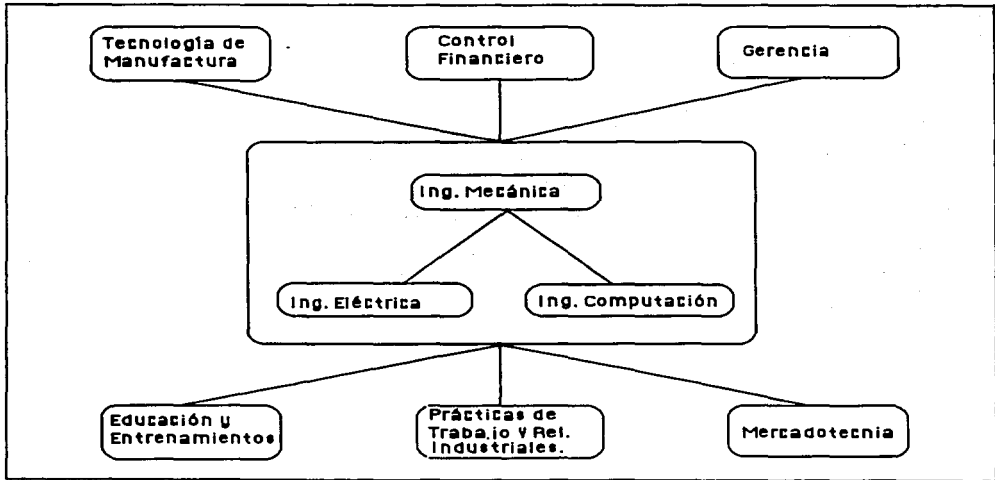 Tecnología de
Manufactura
Control
Financiero
Gerencia
Ing. Mecánica
Ing. Eléctrica
Ing. Computación
Educación y
Entrenamientos
Prácticas de
Trabajo Y Rel.
Industriales.
Mercadotecnia